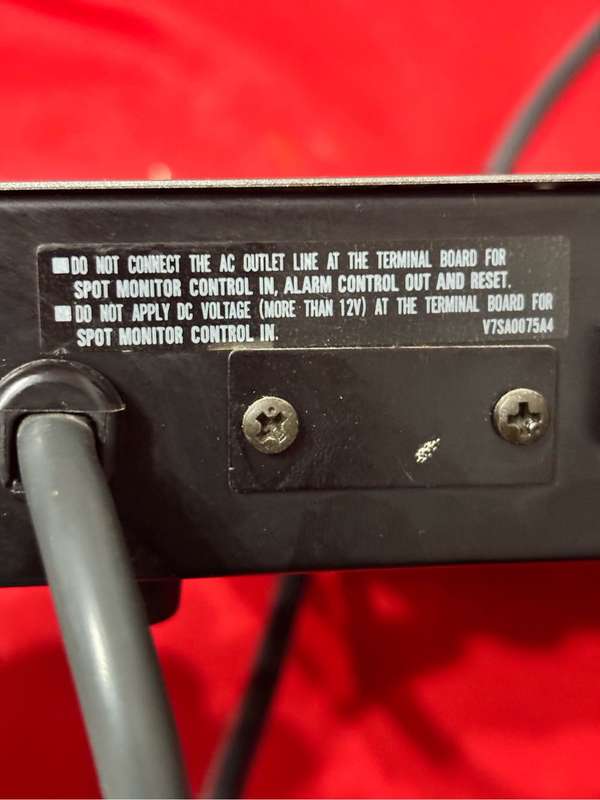 ■DO NOT CONNECT THE AC OUTLET LINE AT THE TERMINAL BOARD FOR
SPOT MONITOR CONTROL IN, ALARM CONTROL OUT AND RESET.
■DO NOT APPLY DC VOLTAGE (MORE THAN 12V) AT THE TERMINAL BOARD FOR
SPOT MONITOR CONTROL IN.
V7SA0075A4